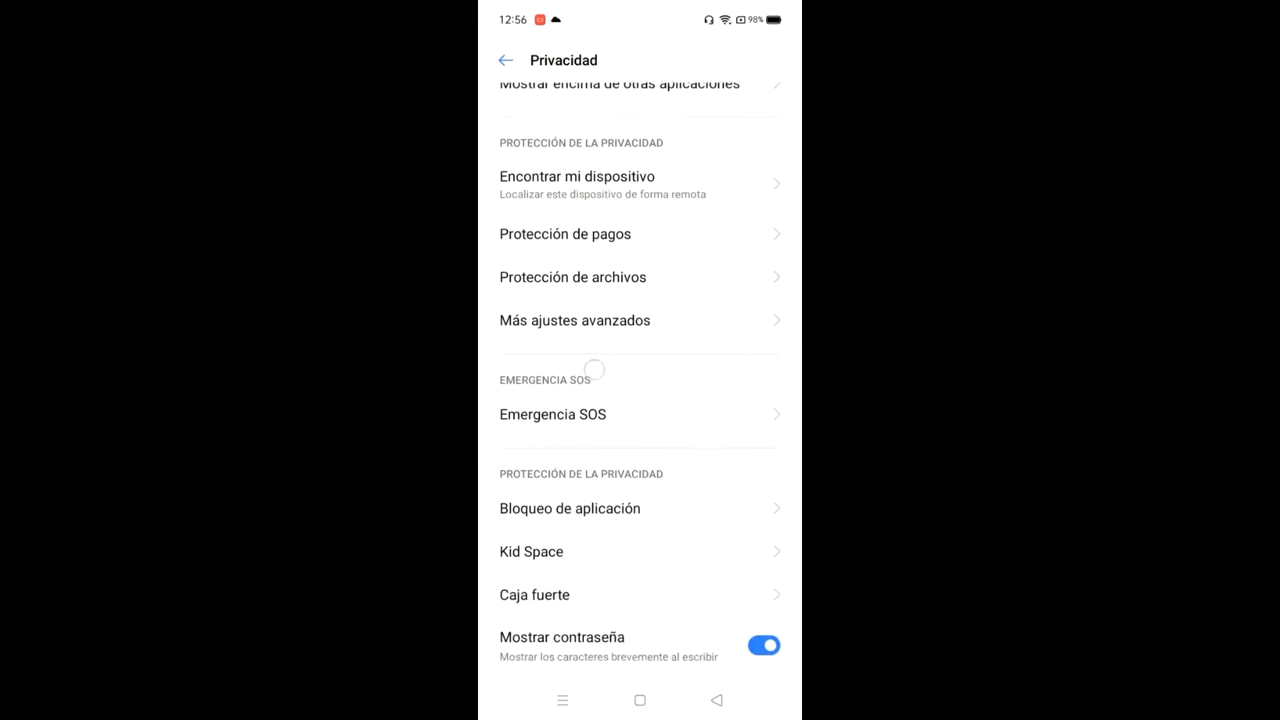 12:56
98%
Privacidad
Mostrar encima de otras aplicaciones
PROTECCIÓN DE LA PRIVACIDAD
Encontrar mi dispositivo
Localizar este dispositivo de forma remota
Protección de pagos
Protección de archivos
Más ajustes avanzados
EMERGENCIA SOS
Emergencia SOS
PROTECCIÓN DE LA PRIVACIDAD
Bloqueo de aplicación
Kid Space
Caja fuerte
Mostrar contraseña
Mostrar los caracteres brevemente al escribir